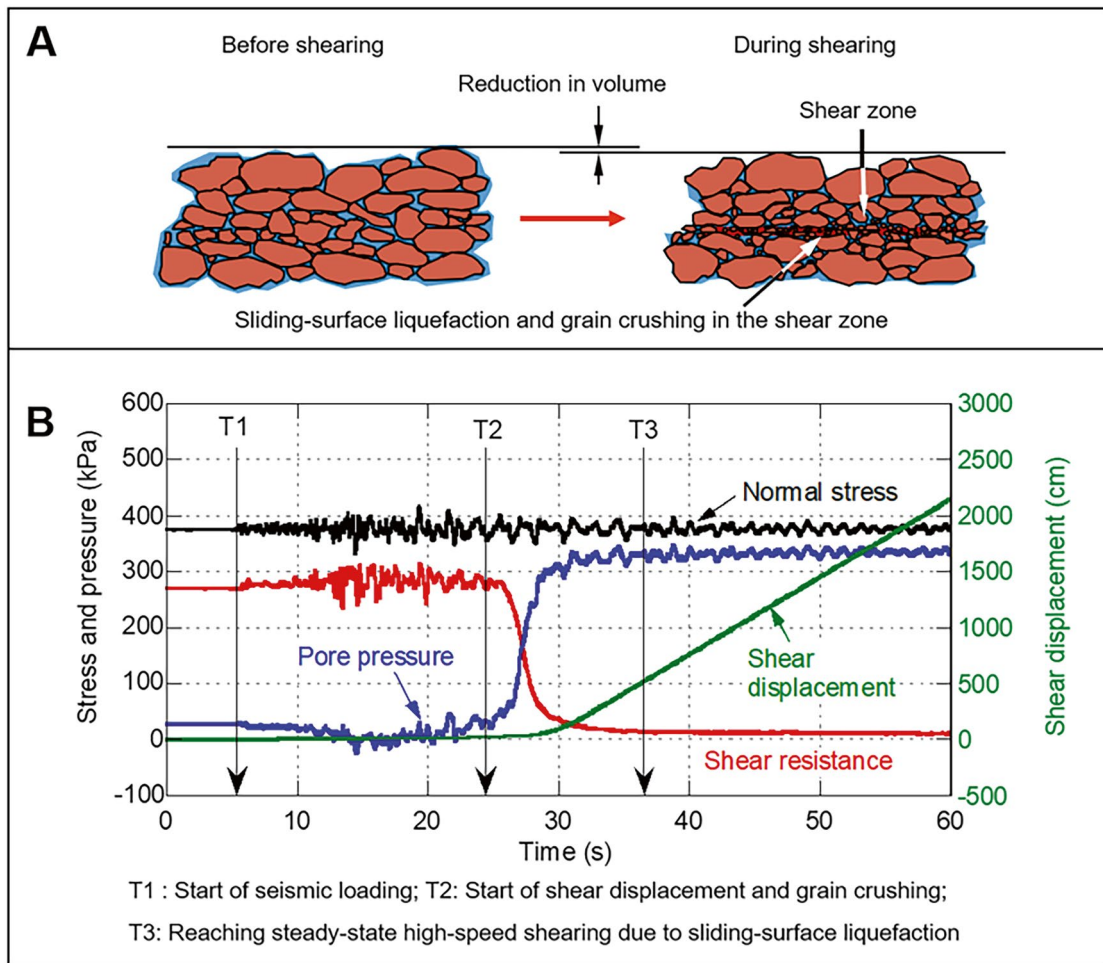 A
Before shearing
During shearing
Reduction in volume
Shear zone
Sliding-surface liquefaction and grain crushing in the shear zone
B
600
500
400
300
200
100
0
-100
Stress and pressure (kPa)
T1
T2
T3
Normal stress
Pore pressure
Shear
displacement
Shear resistance
3000
2500
2000
1500
1000
500
0
-500
Shear displacement (cm)
0 10 20 30 40 50 60
Time (s)
T1 : Start of seismic loading; T2: Start of shear displacement and grain crushing;
T3: Reaching steady-state high-speed shearing due to sliding-surface liquefaction